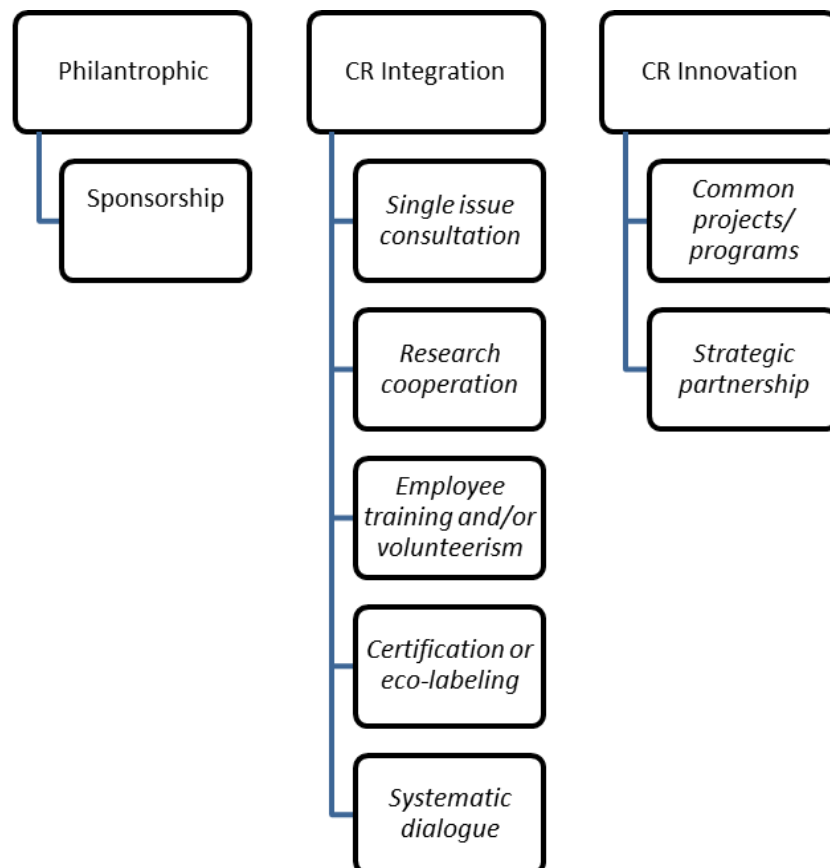 Philantrophic
Sponsorship
CR Integration
Single issue
consultation
Research
cooperation
Employee
training and/or
volunteerism
Certification or
eco-labeling
Systematic
dialogue
CR Innovation
Common
projects/
programs
Strategic
partnership